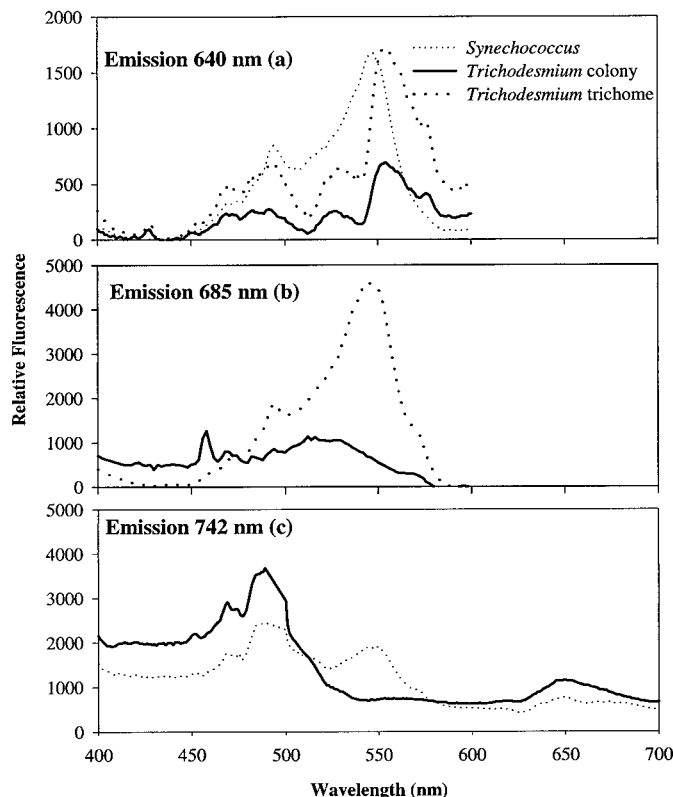 2000
1500
1000
500
0
Emission 640 nm (a)
Synechococcus
Trichodesmium colony
Trichodesmium trichome
5000
4000
3000
2000
1000
0
Emission 685 nm (b)
Relative Fluorescence
5000
4000
3000
2000
1000
0
Emission 742 nm (c)
400 450 500 550 600 650 700
Wavelength (nm)